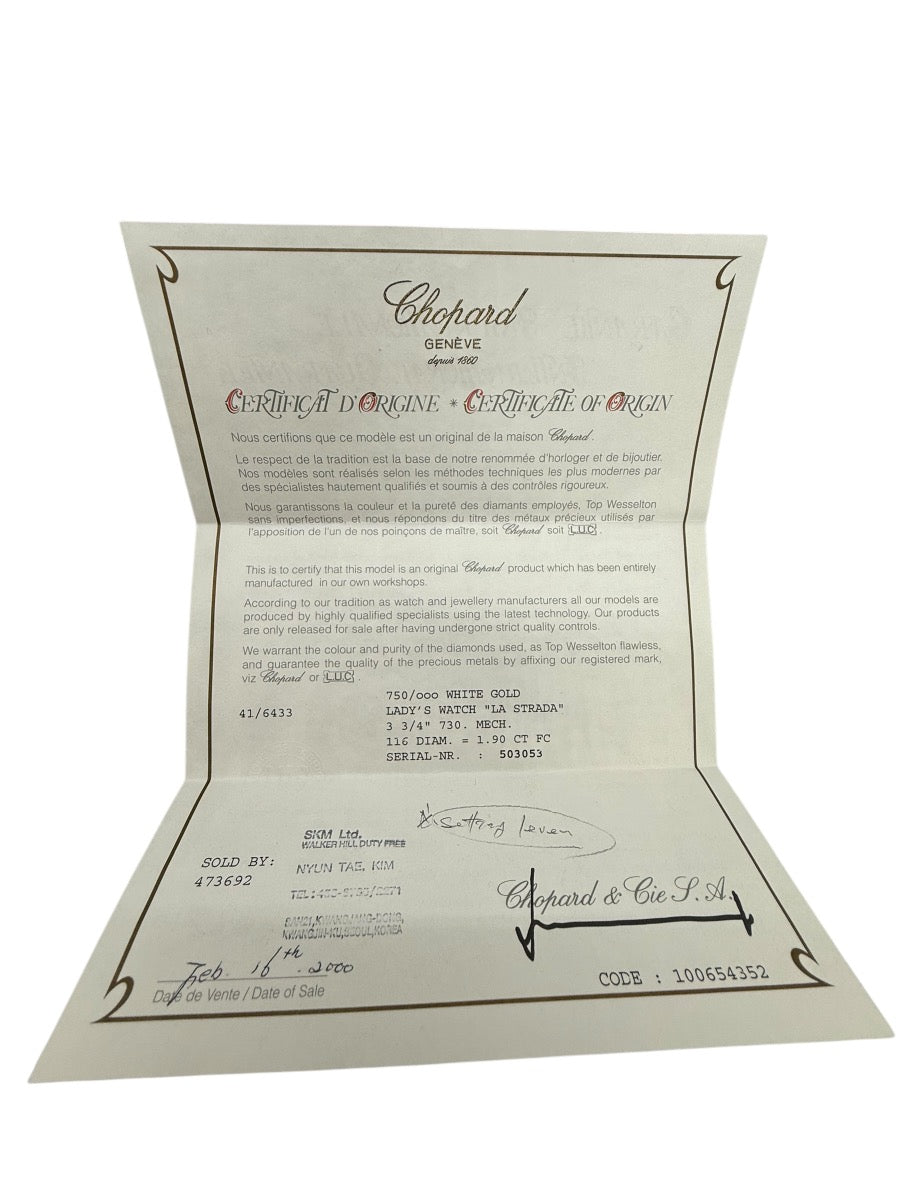 Chopard
GENÈVE
depuis 1860
CERTIFICAT D'ORIGINE * CERTIFICATE OF ORIGIN
Nous certifions que ce modèle est un original de la maison Chopard.
Le respect de la tradition est la base de notre renommée d'horloger et de bijoutier.
Nos modèles sont réalisés selon les méthodes techniques les plus modernes par
des spécialistes hautement qualifiés et soumis à des contrôles rigoureux.
Nous garantissons la couleur et la pureté des diamants employés, Top Wesselton
sans imperfections, et nous répondons du titre des métaux précieux utilisés par
l'apposition de l'un de nos poinçons de maître, soit Chopard soit L.U.C.
This is to certify that this model is an original Chopard product which has been entirely
manufactured in our own workshops.
According to our tradition as watch and jewellery manufacturers all our models are
produced by highly qualified specialists using the latest technology. Our products
are only released for sale after having undergone strict quality controls.
We warrant the colour and purity of the diamonds used, as Top Wesselton flawless,
and guarantee the quality of the precious metals by affixing our registered mark,
viz Chopard or L.U.C.
750/ooo WHITE GOLD
41/6433 LADY'S WATCH "LA STRADA"
3 3/4" 730. MECH.
116 DIAM. = 1.90 CT FC
SERIAL-NR. : 503053
SKM Ltd.
WALKER HILL DUTY FREE
SOLD BY:
473692
NYUN TAE, KIM
TEL:
KWANGJIN-KU, SEOUL, KOREA
Chopard & Cie S.A.
Feb. 16th. 2000
Date de Vente / Date of Sale
CODE : 100654352